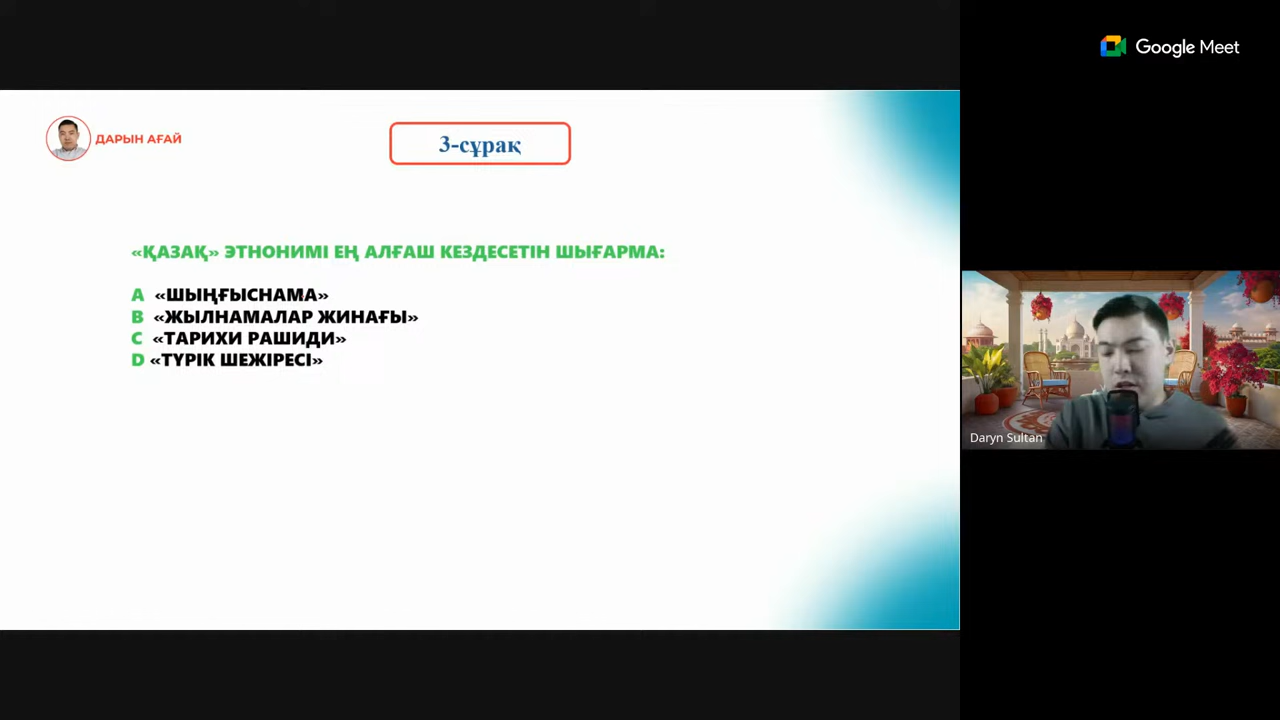 Google Meet
ДАРЫН АҒАЙ
3-сұрақ
«ҚАЗАҚ» ЭТНОНИМІ ЕҢ АЛҒАШ КЕЗДЕСЕТІН ШЫҒАРМА:
A «ШЫҢҒЫСНАМА»
B «ЖЫЛНАМАЛАР ЖИНАҒЫ»
C «ТАРИХИ РАШИДИ»
D «ТҮРІК ШЕЖІРЕСІ»
Daryn Sultan